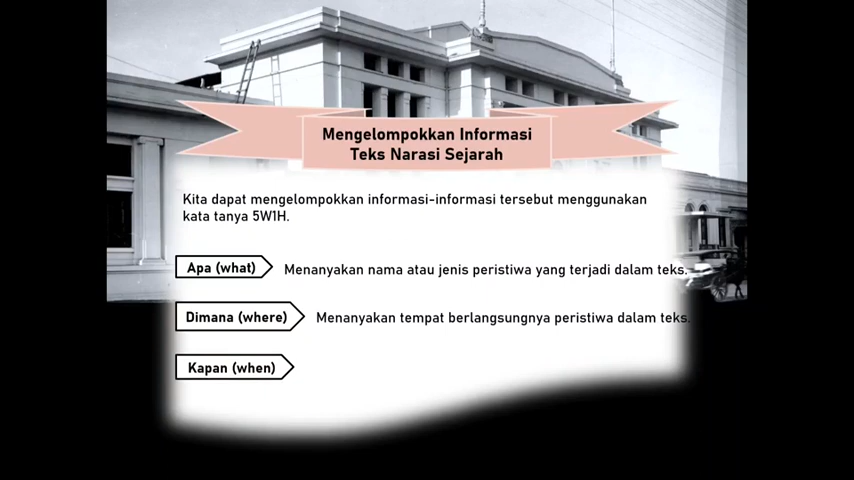 Mengelompokkan Informasi
Teks Narasi Sejarah
Kita dapat mengelompokkan informasi-informasi tersebut menggunakan
kata tanya 5W1H.
Apa (what)
Menanyakan nama atau jenis peristiwa yang terjadi dalam teks.
Dimana (where)
Menanyakan tempat berlangsungnya peristiwa dalam teks.
Kapan (when)